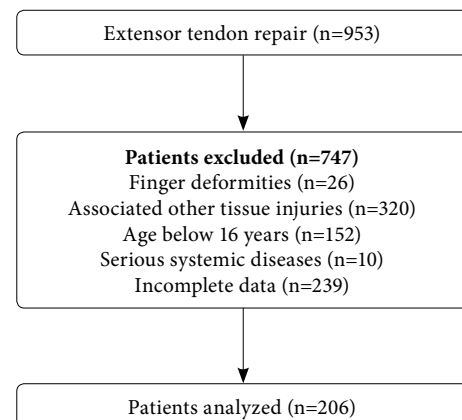 Extensor tendon repair (n=953)
Patients excluded (n=747)
Finger deformities (n=26)
Associated other tissue injuries (n=320)
Age below 16 years (n=152)
Serious systemic diseases (n=10)
Incomplete data (n=239)
Patients analyzed (n=206)